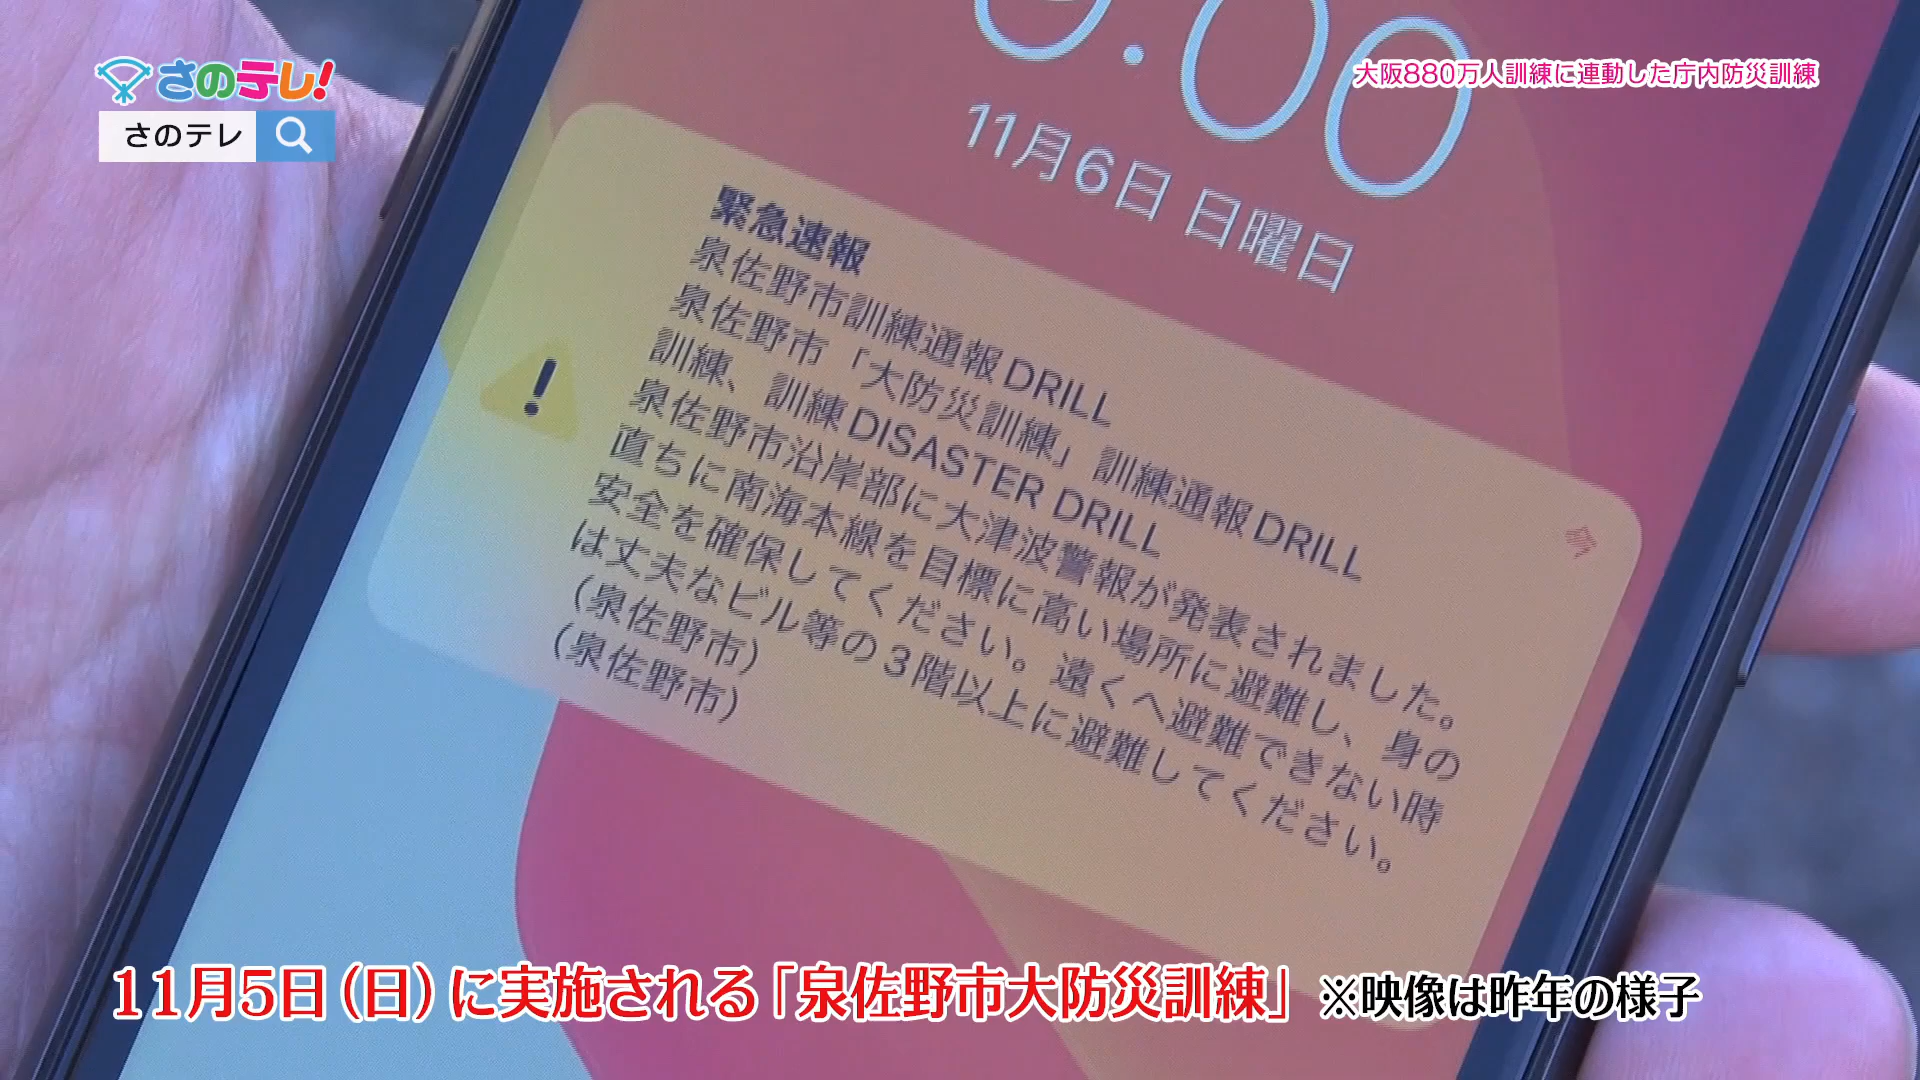 さのテレ!
さのテレ
大阪880万人訓練に連動した庁内防災訓練
11月6日 日曜日
緊急速報
今
泉佐野市訓練通報DRILL
泉佐野市「大防災訓練」訓練通報DRILL
訓練、訓練DISASTER DRILL
泉佐野市沿岸部に大津波警報が発表されました。
直ちに南海本線を目標に高い場所に避難し、身の
安全を確保してください。遠くへ避難できない時
は丈夫なビル等の3階以上に避難してください。
(泉佐野市)
(泉佐野市)
11月5日(日)に実施される「泉佐野市大防災訓練」 ※映像は昨年の様子